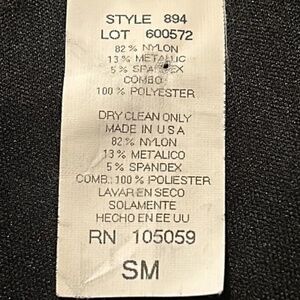 STYLE 894
LOT 600572
82% NYLON
13% METALLIC
5% SPANDEX
COMBO:
100% POLYESTER
DRY CLEAN ONLY
MADE IN U S A
82% NYLON
13% METALICO
5% SPANDEX
COMB.: 100% POLIESTER
LAVAR EN SECO
SOLAMENTE
HECHO EN EE UU
RN 105059
SM